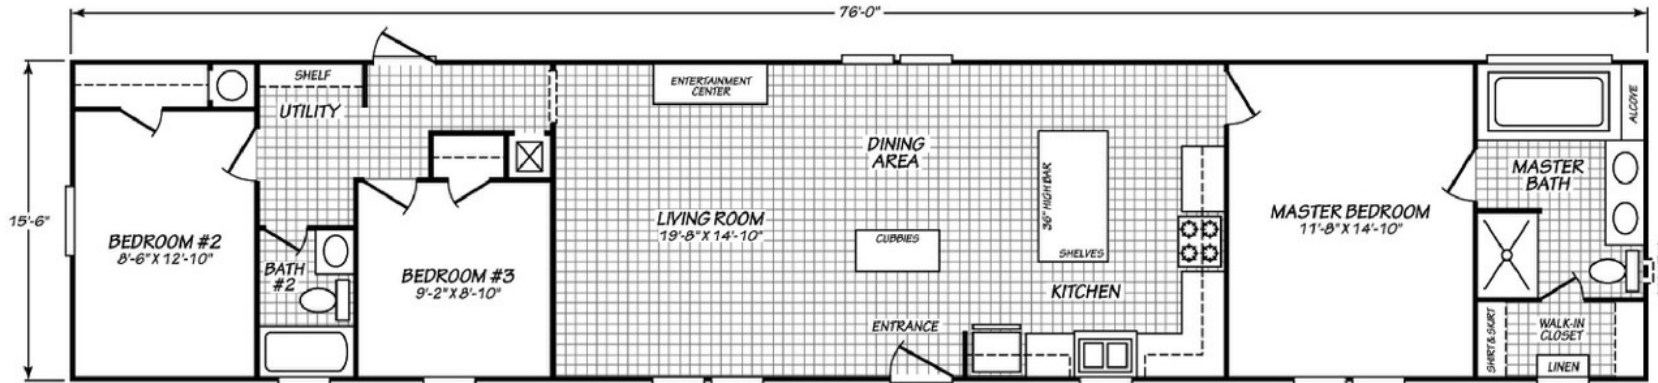 76'-0"
15'-6"
SHELF
UTILITY
BEDROOM #2
8'-6" X 12'-10"
BATH
#2
BEDROOM #3
9'-2" X 8'-10"
ENTERTAINMENT
CENTER
LIVING ROOM
19'-8" X 14'-10"
DINING
AREA
CUBBIES
36" HIGH BAR
SHELVES
KITCHEN
ENTRANCE
MASTER BEDROOM
11'-8" X 14'-10"
ALCOVE
MASTER
BATH
SHIRT & SKIRT
WALK-IN
CLOSET
LINEN